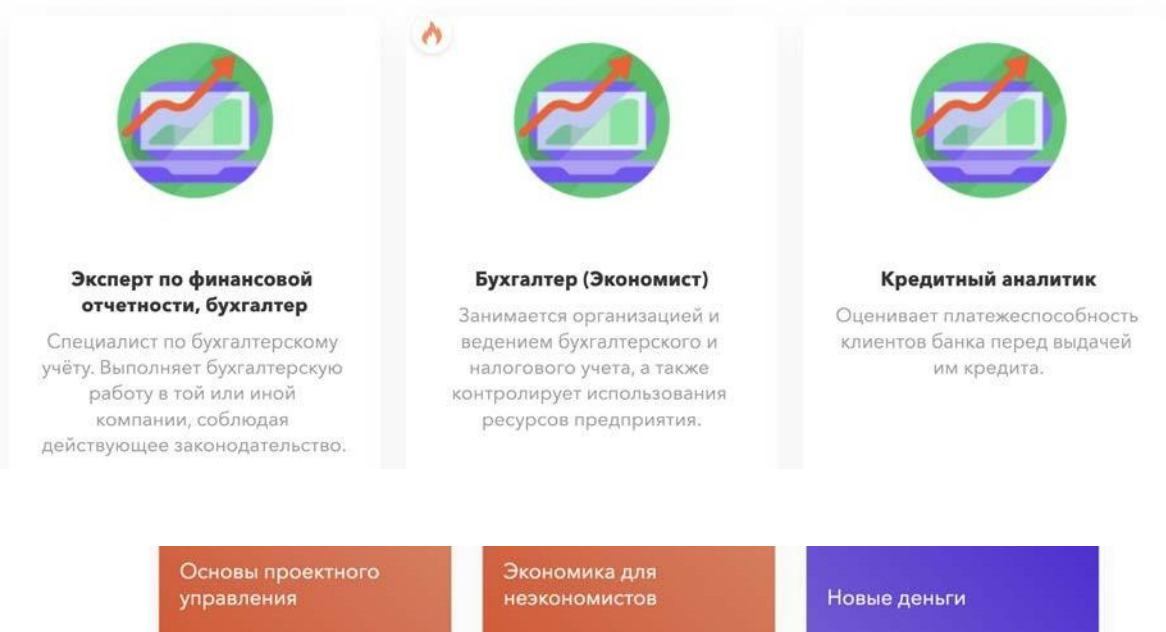 Эксперт по финансовой
отчетности, бухгалтер
Специалист по бухгалтерскому
учёту. Выполняет бухгалтерскую
работу в той или иной
компании, соблюдая
действующее законодательство.
Бухгалтер (Экономист)
Занимается организацией и
ведением бухгалтерского и
налогового учета, а также
контролирует использования
ресурсов предприятия.
Кредитный аналитик
Оценивает платежеспособность
клиентов банка перед выдачей
им кредита.
Основы проектного
управления
Экономика для
неэкономистов
Новые деньги